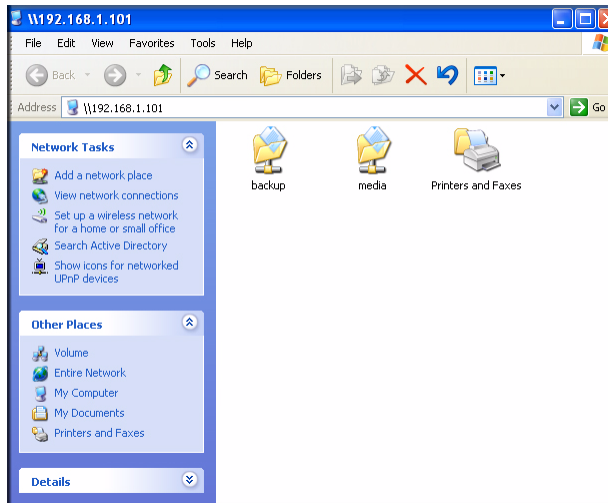 \\192.168.1.101
File Edit View Favorites Tools Help
Back Search Folders
Address \\192.168.1.101 Go
Network Tasks
Add a network place
View network connections
Set up a wireless network
for a home or small office
Search Active Directory
Show icons for networked
UPnP devices
Other Places
Volume
Entire Network
My Computer
My Documents
Printers and Faxes
Details
backup media Printers and Faxes